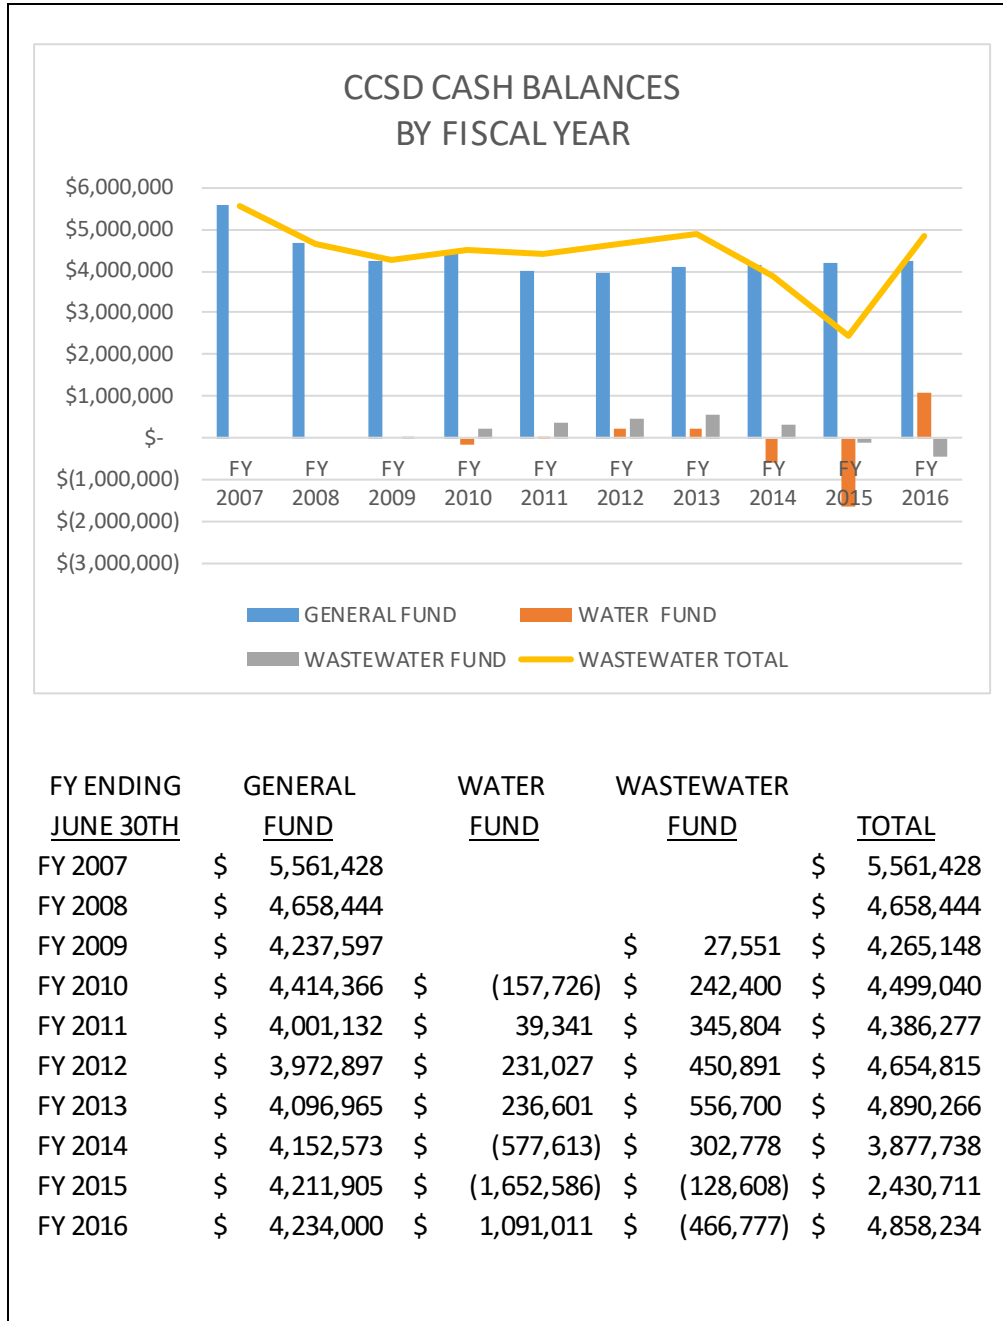 CCSD CASH BALANCES
BY FISCAL YEAR
$6,000,000
$5,000,000
$4,000,000
$3,000,000
$2,000,000
$1,000,000
$-
$(1,000,000)
$(2,000,000)
$(3,000,000)
FY 2007
FY 2008
FY 2009
FY 2010
FY 2011
FY 2012
FY 2013
FY 2014
FY 2015
FY 2016
GENERAL FUND WATER FUND
WASTEWATER FUND WASTEWATER TOTAL
FY ENDING GENERAL WATER WASTEWATER
JUNE 30TH FUND FUND FUND TOTAL
FY 2007 $ 5,561,428 $ 5,561,428
FY 2008 $ 4,658,444 $ 4,658,444
FY 2009 $ 4,237,597 $ 27,551 $ 4,265,148
FY 2010 $ 4,414,366 $ (157,726) $ 242,400 $ 4,499,040
FY 2011 $ 4,001,132 $ 39,341 $ 345,804 $ 4,386,277
FY 2012 $ 3,972,897 $ 231,027 $ 450,891 $ 4,654,815
FY 2013 $ 4,096,965 $ 236,601 $ 556,700 $ 4,890,266
FY 2014 $ 4,152,573 $ (577,613) $ 302,778 $ 3,877,738
FY 2015 $ 4,211,905 $ (1,652,586) $ (128,608) $ 2,430,711
FY 2016 $ 4,234,000 $ 1,091,011 $ (466,777) $ 4,858,234